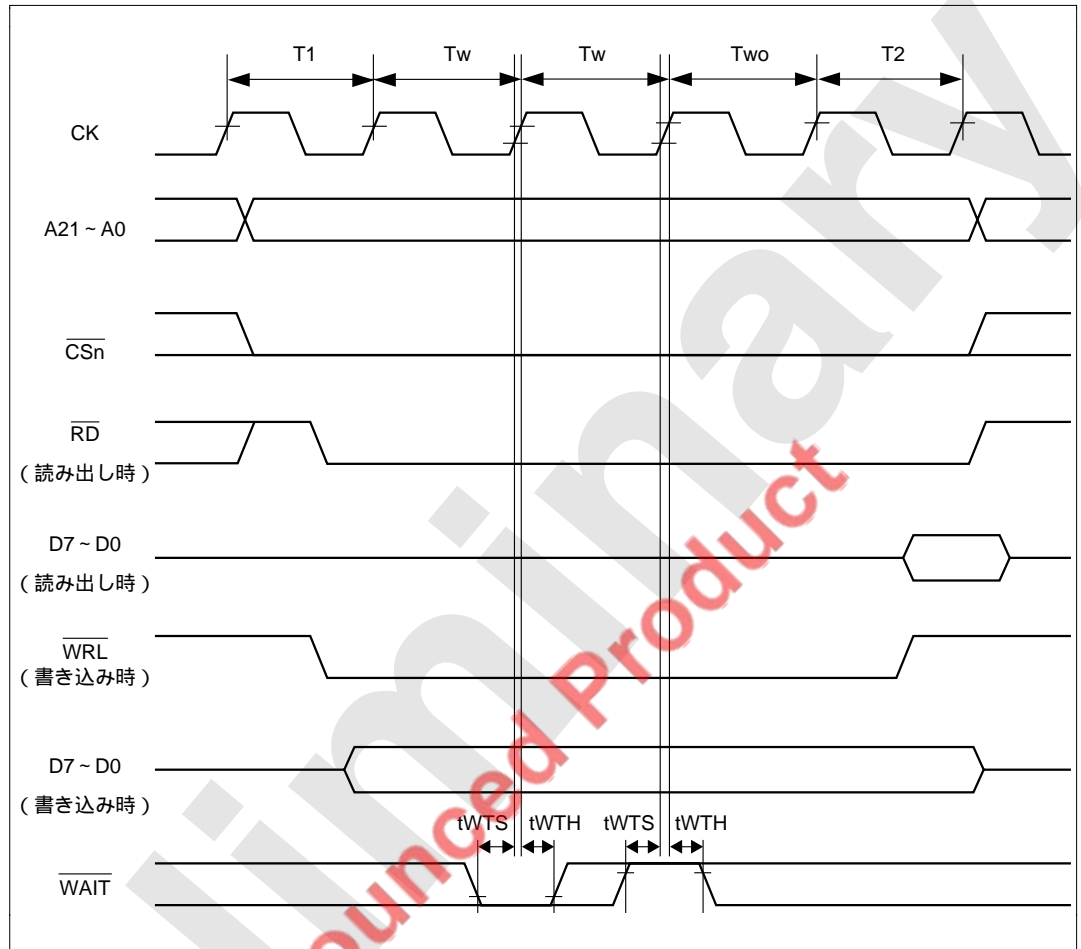 T1 Tw Tw Two T2
CK
A21 ~ A0
CSn
RD
( 読み出し時 )
D7 ~ D0
( 読み出し時 )
WRL
( 書き込み時 )
D7 ~ D0
( 書き込み時 )
tWTS tWTH tWTS tWTH
WAIT
liminary
ounced Product